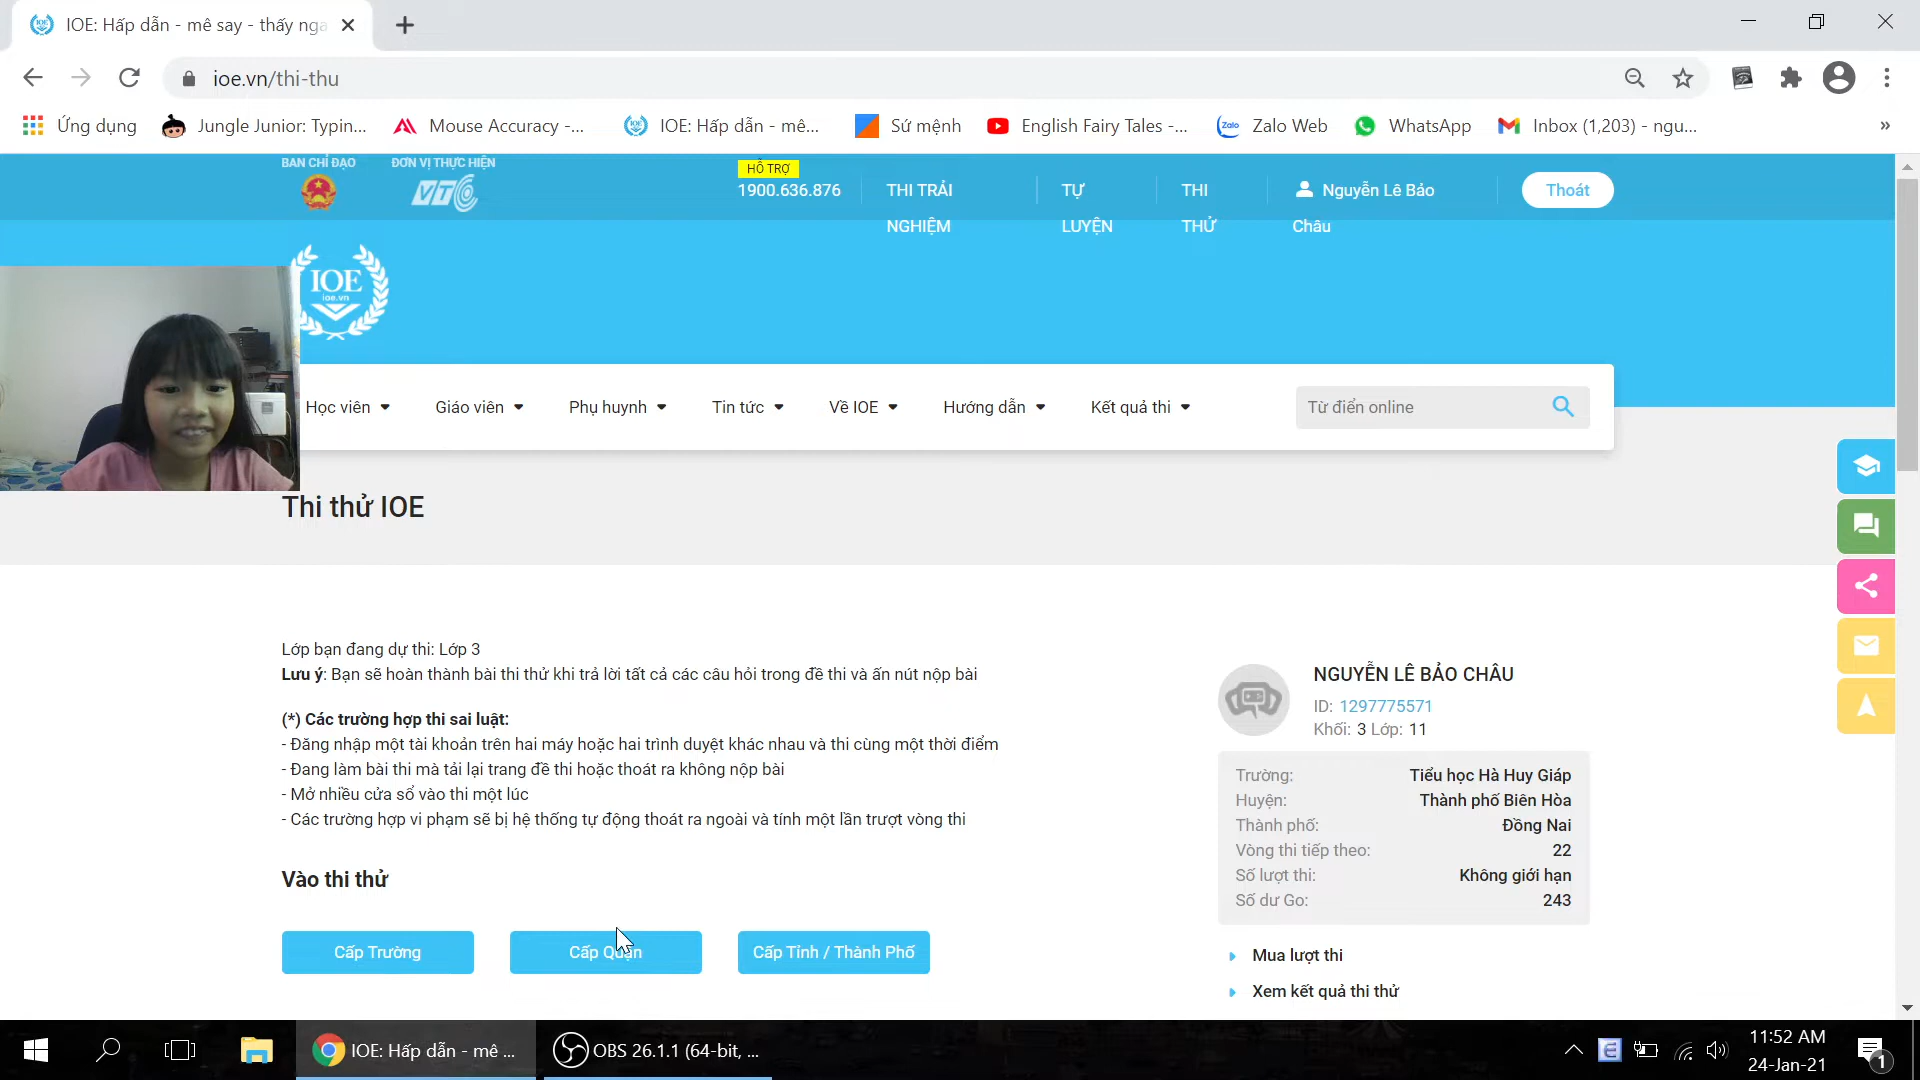 IOE: Hấp dẫn - mê say - thấy nga
ioe.vn/thi-thu
Ứng dụng
Jungle Junior: Typin...
Mouse Accuracy -...
IOE: Hấp dẫn - mê...
Sứ mệnh
English Fairy Tales -...
Zalo Web
WhatsApp
Inbox (1,203) - ngu...
»
BAN CHỈ ĐẠO
ĐƠN VỊ THỰC HIỆN
VTC
HỖ TRỢ
1900.636.876
THI TRẢI
NGHIỆM
TỰ
LUYỆN
THI
THỬ
Nguyễn Lê Bảo
Châu
Thoát
IOE
ioe.vn
Học viên
Giáo viên
Phụ huynh
Tin tức
Về IOE
Hướng dẫn
Kết quả thi
Từ điển online
Thi thử IOE
Lớp bạn đang dự thi: Lớp 3
Lưu ý: Bạn sẽ hoàn thành bài thi thử khi trả lời tất cả các câu hỏi trong đề thi và ấn nút nộp bài
(*) Các trường hợp thi sai luật:
- Đăng nhập một tài khoản trên hai máy hoặc hai trình duyệt khác nhau và thi cùng một thời điểm
- Đang làm bài thi mà tải lại trang đề thi hoặc thoát ra không nộp bài
- Mở nhiều cửa sổ vào thi một lúc
- Các trường hợp vi phạm sẽ bị hệ thống tự động thoát ra ngoài và tính một lần trượt vòng thi
Vào thi thử
Cấp Trường
Cấp Quận
Cấp Tỉnh / Thành Phố
NGUYỄN LÊ BẢO CHÂU
ID: 1297775571
Khối: 3 Lớp: 11
Trường: Tiểu học Hà Huy Giáp
Huyện: Thành phố Biên Hòa
Thành phố: Đồng Nai
Vòng thi tiếp theo: 22
Số lượt thi: Không giới hạn
Số dư Go: 243
Mua lượt thi
Xem kết quả thi thử
IOE: Hấp dẫn - mê ...
OBS 26.1.1 (64-bit, ...
11:52 AM
24-Jan-21
1